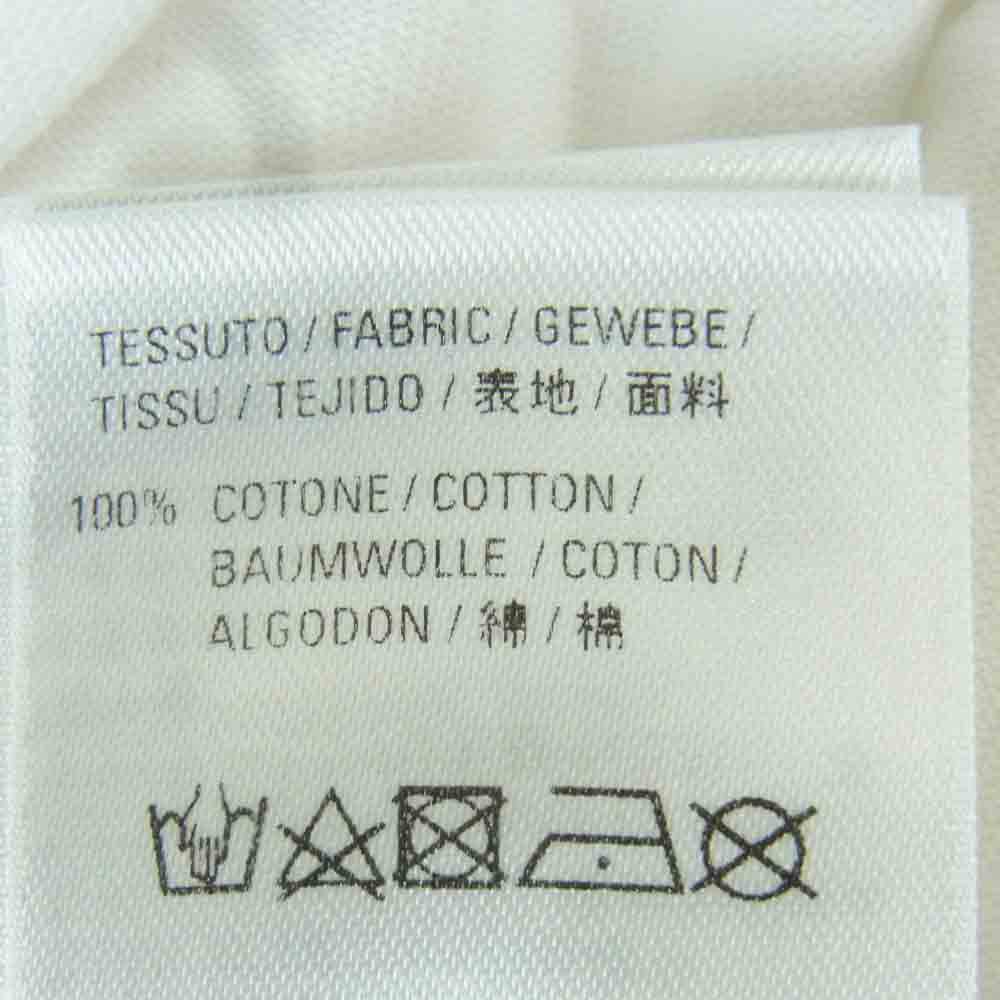 TESSUTO / FABRIC / GEWEBE /
TISSU / TEJIDO / 表地 / 面料
100% COTONE / COTTON /
BAUMWOLLE / COTON /
ALGODON / 綿 / 棉